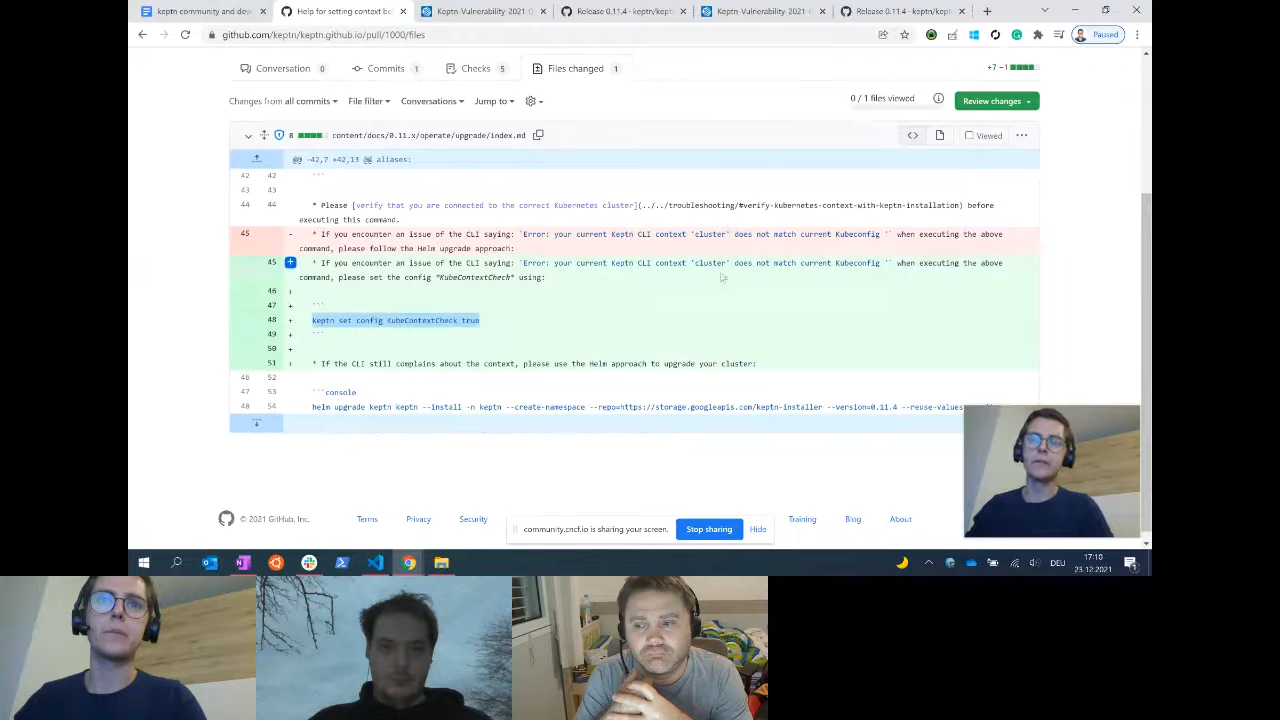 keptn community and dev
Help for setting context be
Keptn-Vulnerability-2021-0
Release 0.11.4 · keptn/keptn
Keptn-Vulnerability-2021-
Release 0.11.4 · keptn/kept
github.com/keptn/keptn.github.io/pull/1000/files
Paused
Conversation 0
Commits 1
Checks 5
Files changed 1
+7 −1
Changes from all commits
File filter
Conversations
Jump to
0 / 1 files viewed
Review changes
8 content/docs/0.11.x/operate/upgrade/index.md
Viewed
@@ -42,7 +42,13 @@ aliases:
42 42 ```
43 43
44 44 * Please [verify that you are connected to the correct Kubernetes cluster](../../troubleshooting/#verify-kubernetes-context-with-keptn-installation) before
executing this command.
45 - * If you encounter an issue of the CLI saying: `Error: your current Keptn CLI context 'cluster' does not match current Kubeconfig '` when executing the above
command, please follow the Helm upgrade approach:
45 * If you encounter an issue of the CLI saying: `Error: your current Keptn CLI context 'cluster' does not match current Kubeconfig '` when executing the above
command, please set the config *KubeContextCheck* using:
46 +
47 + ```
48 + keptn set config KubeContextCheck true
49 + ```
50 +
51 + * If the CLI still complains about the context, please use the Helm approach to upgrade your cluster:
46 52
47 53 ```console
48 54 helm upgrade keptn keptn --install -n keptn --create-namespace --repo=https://storage.googleapis.com/keptn-installer --version=0.11.4 --reuse-values
© 2021 GitHub, Inc.
Terms
Privacy
Security
community.cncf.io is sharing your screen.
Stop sharing
Hide
Training
Blog
About
DEU
17:10
23.12.2021